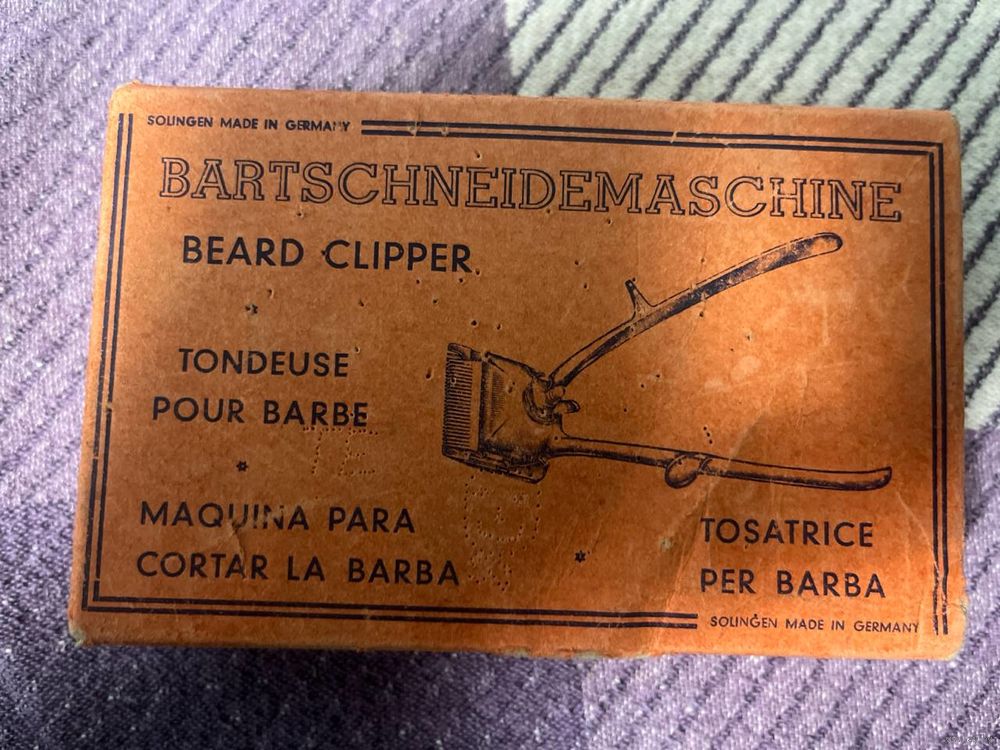 SOLINGEN MADE IN GERMANY
BARTSCHNEIDEMASCHINE
BEARD CLIPPER
TONDEUSE
POUR BARBE
MAQUINA PARA
CORTAR LA BARBA
TOSATRICE
PER BARBA
SOLINGEN MADE IN GERMANY